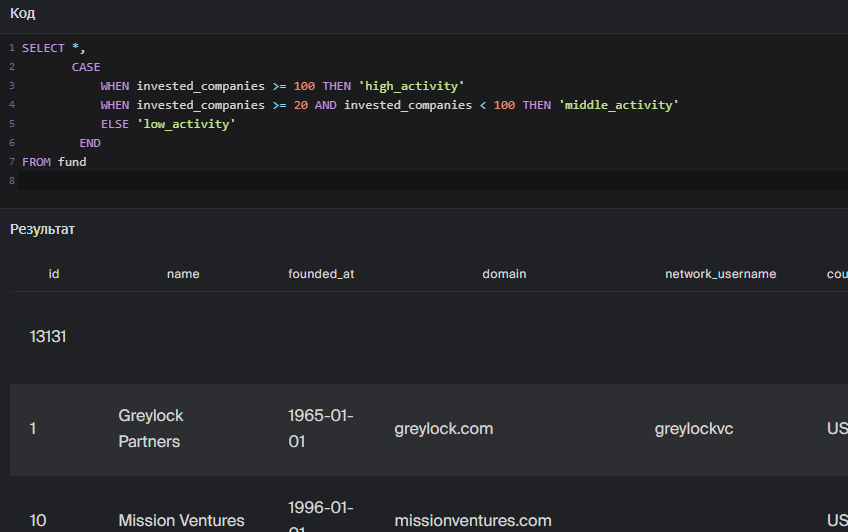 Код
1 SELECT *,
2 CASE
3 WHEN invested_companies >= 100 THEN 'high_activity'
4 WHEN invested_companies >= 20 AND invested_companies < 100 THEN 'middle_activity'
5 ELSE 'low_activity'
6 END
7 FROM fund
8
Результат
id name founded_at domain network_username cou
13131
1 Greylock Partners 1965-01-01 greylock.com greylockvc US
10 Mission Ventures 1996-01-01 missionventures.com US